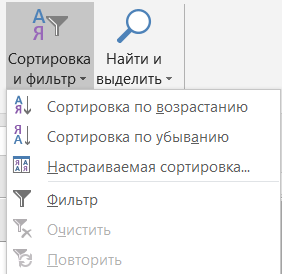 Сортировка Найти и
и фильтр выделить
Сортировка по возрастанию
Сортировка по убыванию
Настраиваемая сортировка...
Фильтр
Очистить
Повторить